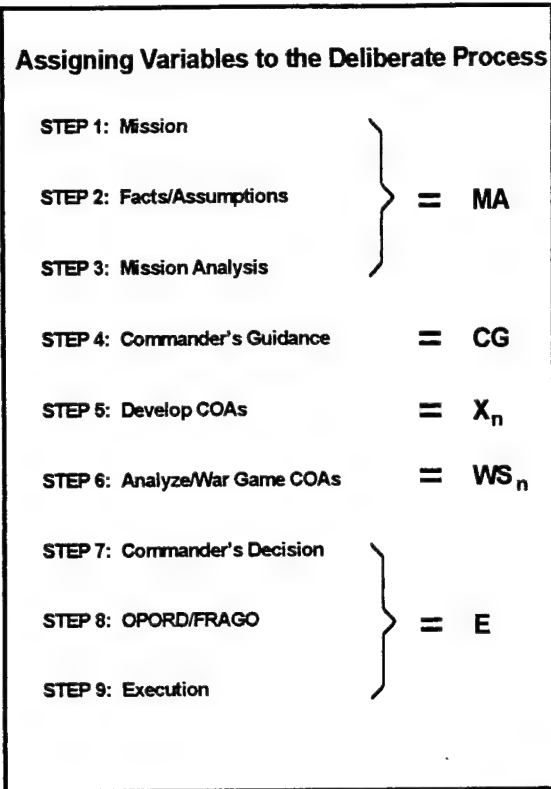 Assigning Variables to the Deliberate Process
STEP 1: Mission
STEP 2: Facts/Assumptions = MA
STEP 3: Mission Analysis
STEP 4: Commander's Guidance = CG
STEP 5: Develop COAs = Xn
STEP 6: Analyze/War Game COAs = WSn
STEP 7: Commander's Decision
STEP 8: OPORD/FRAGO = E
STEP 9: Execution